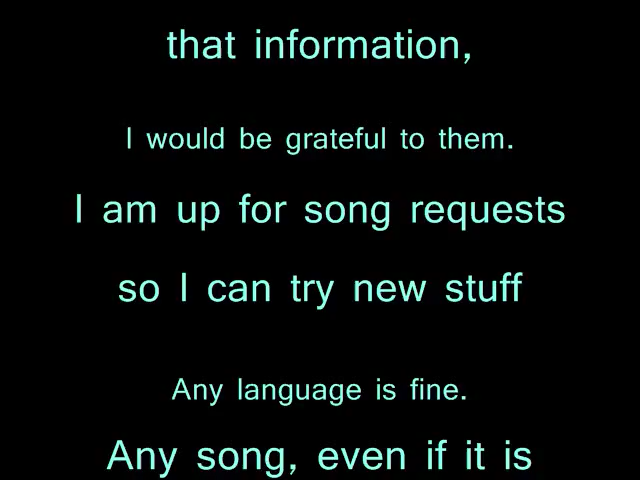 that information,
I would be grateful to them.
I am up for song requests
so I can try new stuff
Any language is fine.
Any song, even if it is